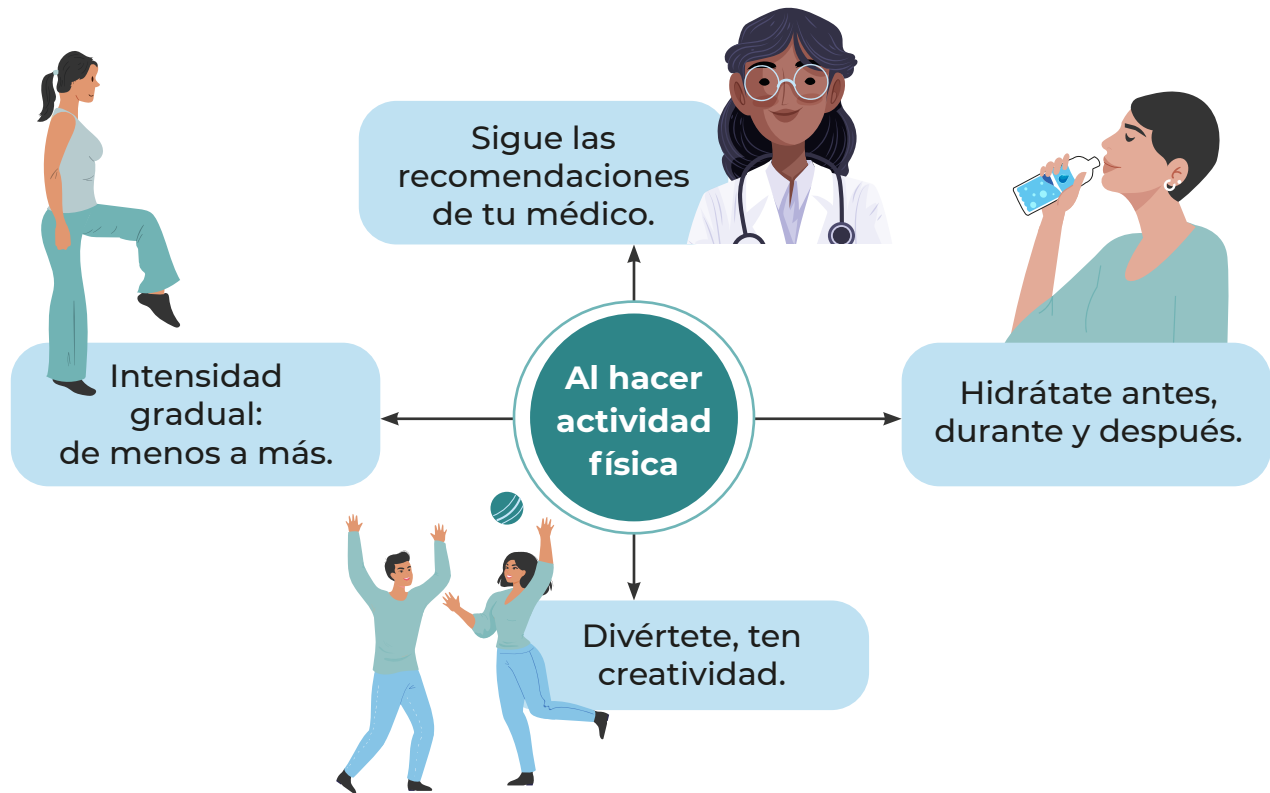 Sigue las
recomendaciones
de tu médico.
Intensidad
gradual:
de menos a más.
Al hacer
actividad
física
Hidrátate antes,
durante y después.
Divértete, ten
creatividad.